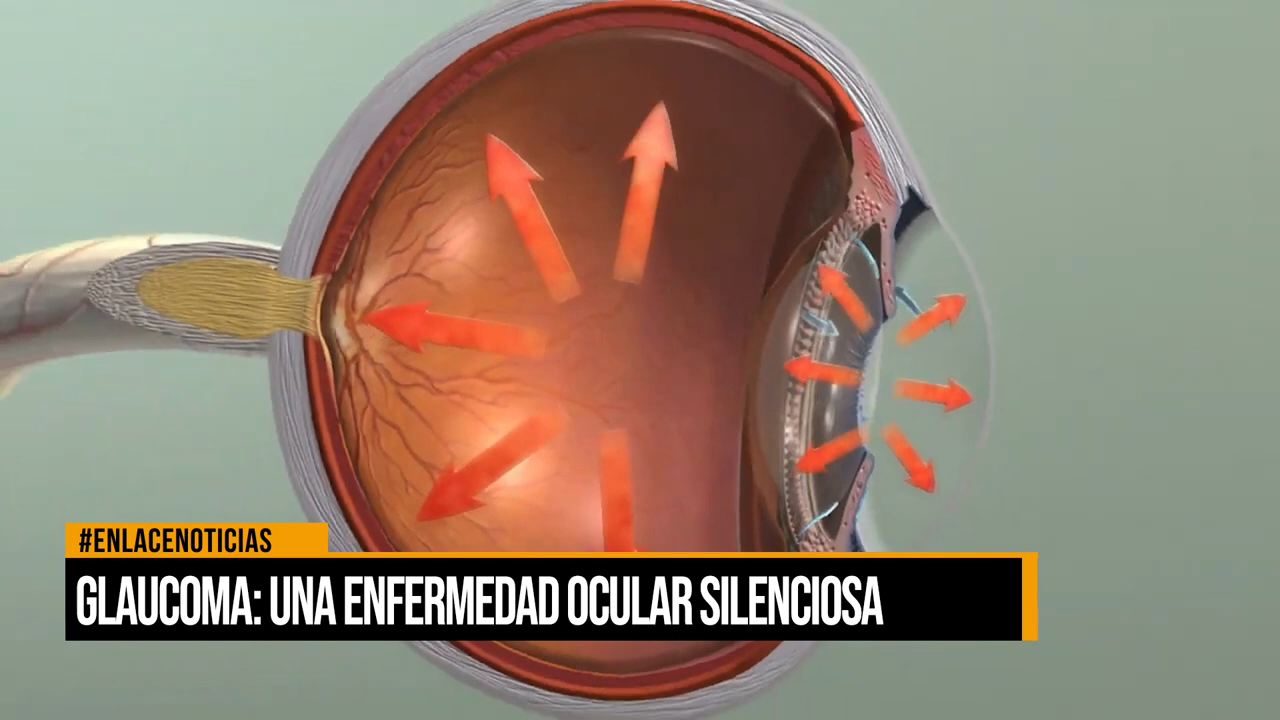 #ENLACENOTICIAS
GLAUCOMA: UNA ENFERMEDAD OCULAR SILENCIOSA